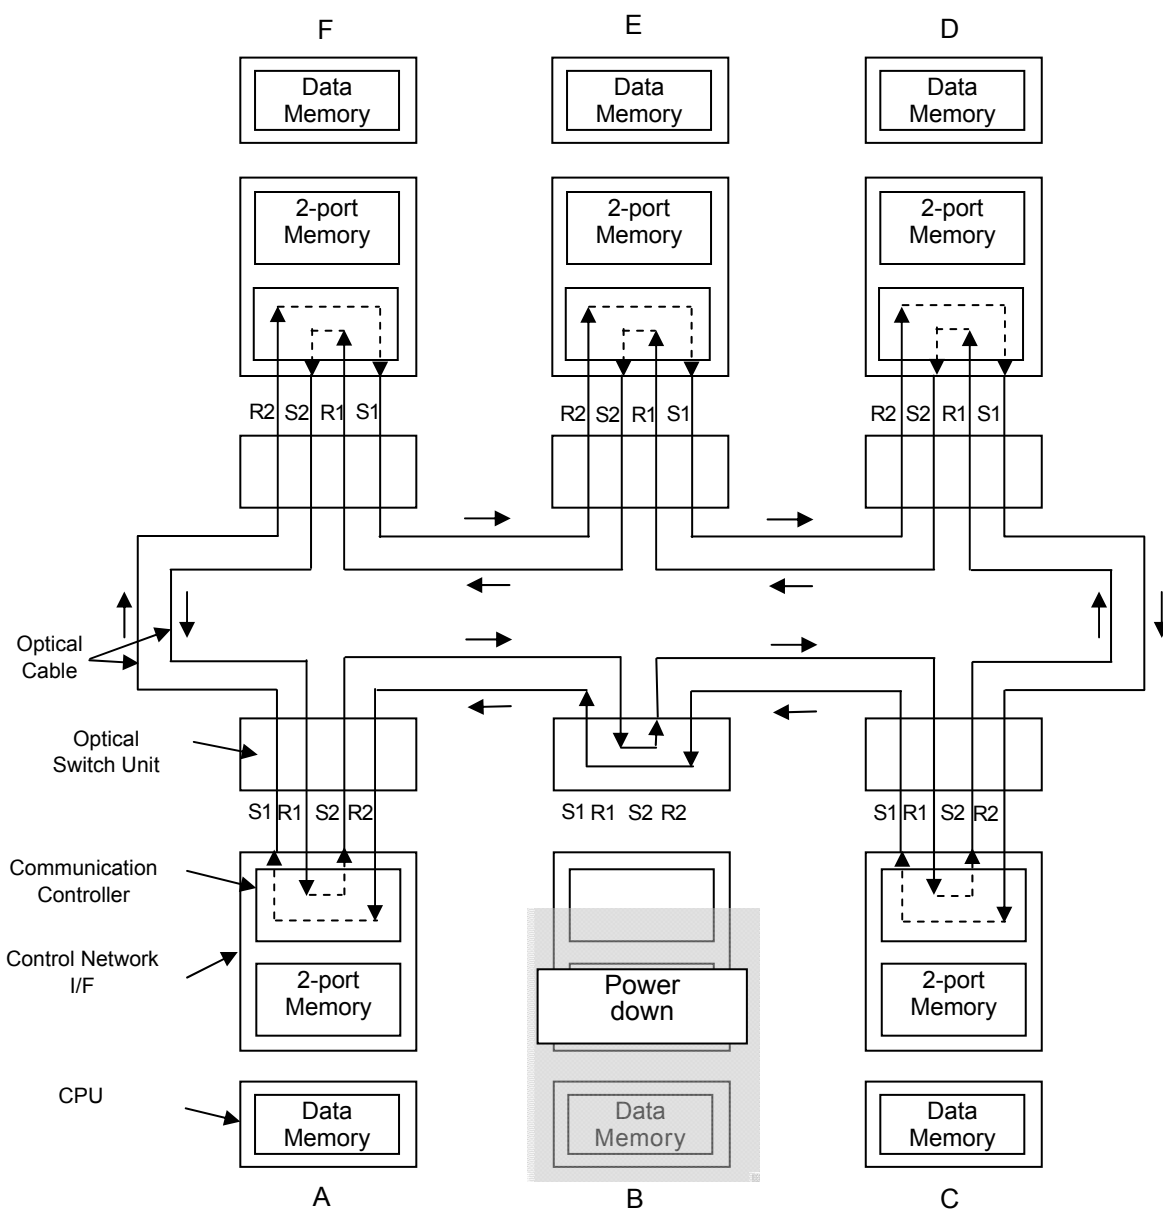 F
E
D
Data
Memory
Data
Memory
Data
Memory
2-port
Memory
2-port
Memory
2-port
Memory
R2 S2 R1 S1
R2 S2 R1 S1
R2 S2 R1 S1
Optical
Cable
Optical
Switch Unit
S1 R1 S2 R2
S1 R1 S2 R2
S1 R1 S2 R2
Communication
Controller
Control Network
I/F
2-port
Memory
Power
down
2-port
Memory
CPU
Data
Memory
Data
Memory
Data
Memory
A
B
C